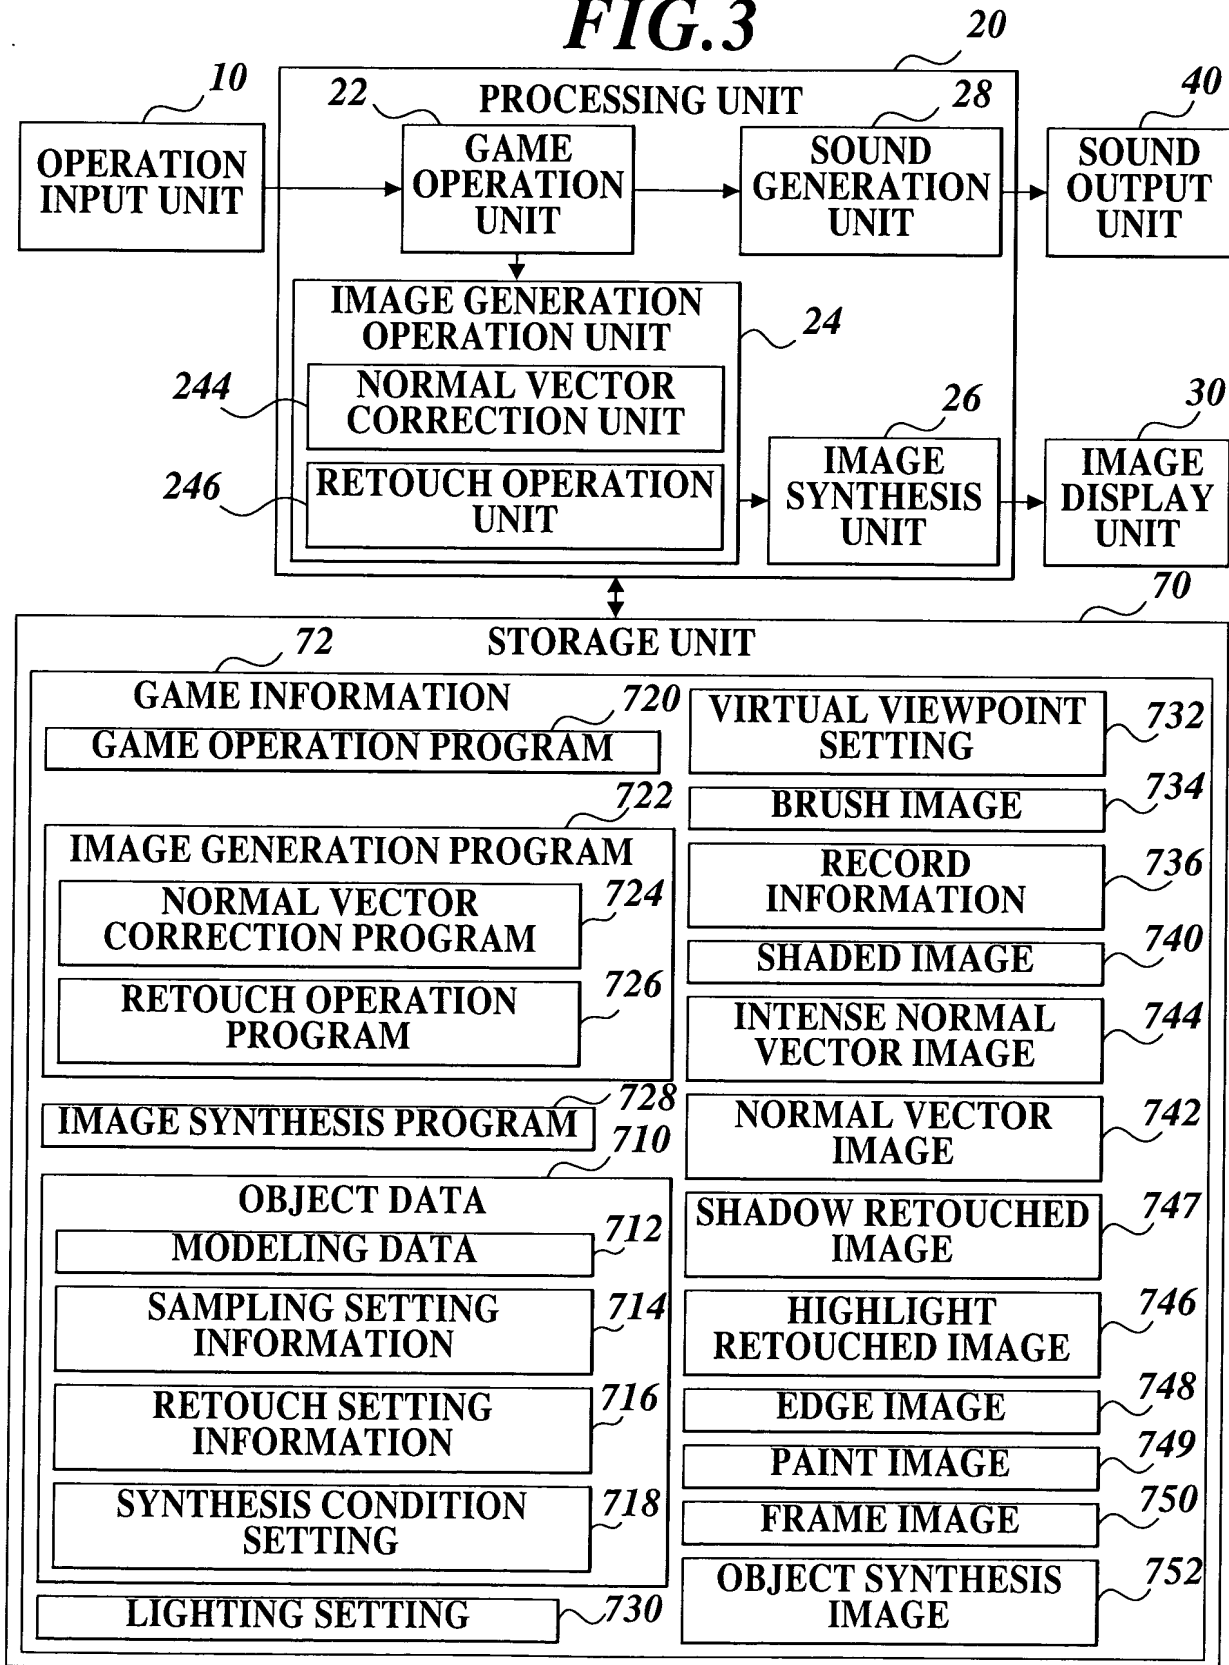 FIG.3
20
10
22
PROCESSING UNIT
28
40
OPERATION
INPUT UNIT
GAME
OPERATION
UNIT
SOUND
GENERATION
UNIT
SOUND
OUTPUT
UNIT
IMAGE GENERATION
OPERATION UNIT
24
244
NORMAL VECTOR
CORRECTION UNIT
246
RETOUCH OPERATION
UNIT
26
IMAGE
SYNTHESIS
UNIT
30
IMAGE
DISPLAY
UNIT
70
STORAGE UNIT
72
GAME INFORMATION
720
GAME OPERATION PROGRAM
722
IMAGE GENERATION PROGRAM
NORMAL VECTOR
CORRECTION PROGRAM
724
RETOUCH OPERATION
PROGRAM
726
IMAGE SYNTHESIS PROGRAM
728
710
OBJECT DATA
MODELING DATA
712
SAMPLING SETTING
INFORMATION
714
RETOUCH SETTING
INFORMATION
716
SYNTHESIS CONDITION
SETTING
718
LIGHTING SETTING
730
VIRTUAL VIEWPOINT
SETTING
732
BRUSH IMAGE
734
RECORD
INFORMATION
736
SHADED IMAGE
740
INTENSE NORMAL
VECTOR IMAGE
744
NORMAL VECTOR
IMAGE
742
SHADOW RETOUCHED
IMAGE
747
HIGHLIGHT
RETOUCHED IMAGE
746
EDGE IMAGE
748
PAINT IMAGE
749
FRAME IMAGE
750
OBJECT SYNTHESIS
IMAGE
752